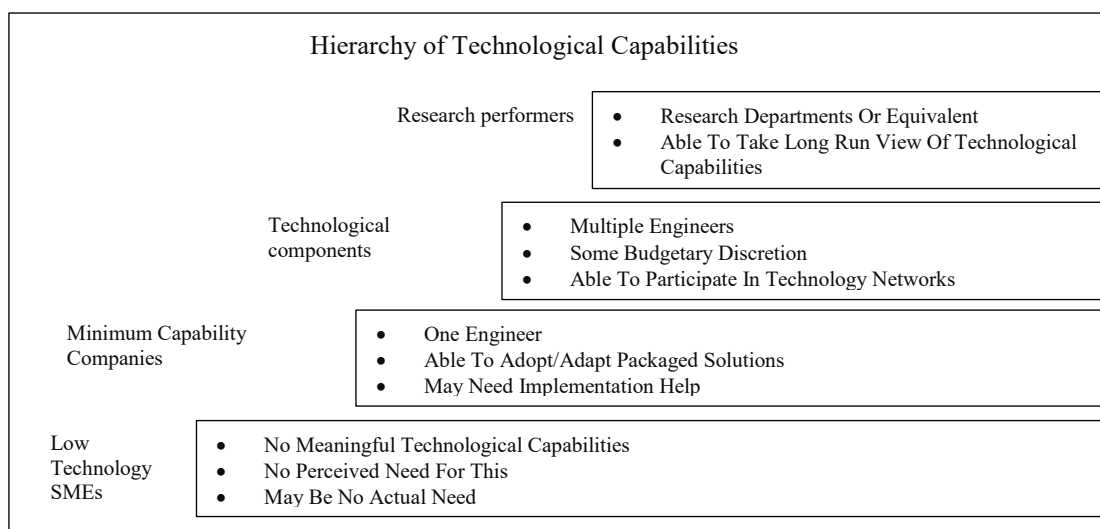 Hierarchy of Technological Capabilities
Research performers
• Research Departments Or Equivalent
• Able To Take Long Run View Of Technological
Capabilities
Technological
components
• Multiple Engineers
• Some Budgetary Discretion
• Able To Participate In Technology Networks
Minimum Capability
Companies
• One Engineer
• Able To Adopt/Adapt Packaged Solutions
• May Need Implementation Help
Low
Technology
SMEs
• No Meaningful Technological Capabilities
• No Perceived Need For This
• May Be No Actual Need